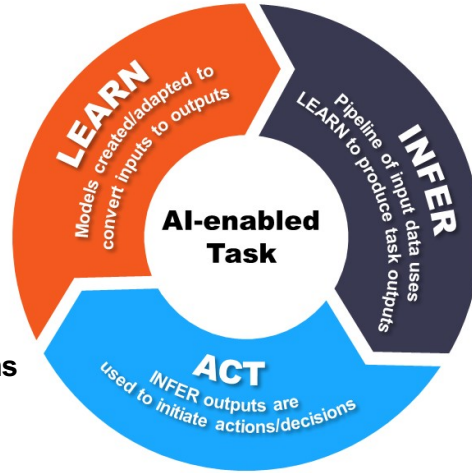 LEARN
Models created/adapted to
convert inputs to outputs
INFER
Pipeline of input data uses
LEARN to produce task outputs
AI-enabled
Task
ACT
INFER outputs are
used to initiate actions/decisions